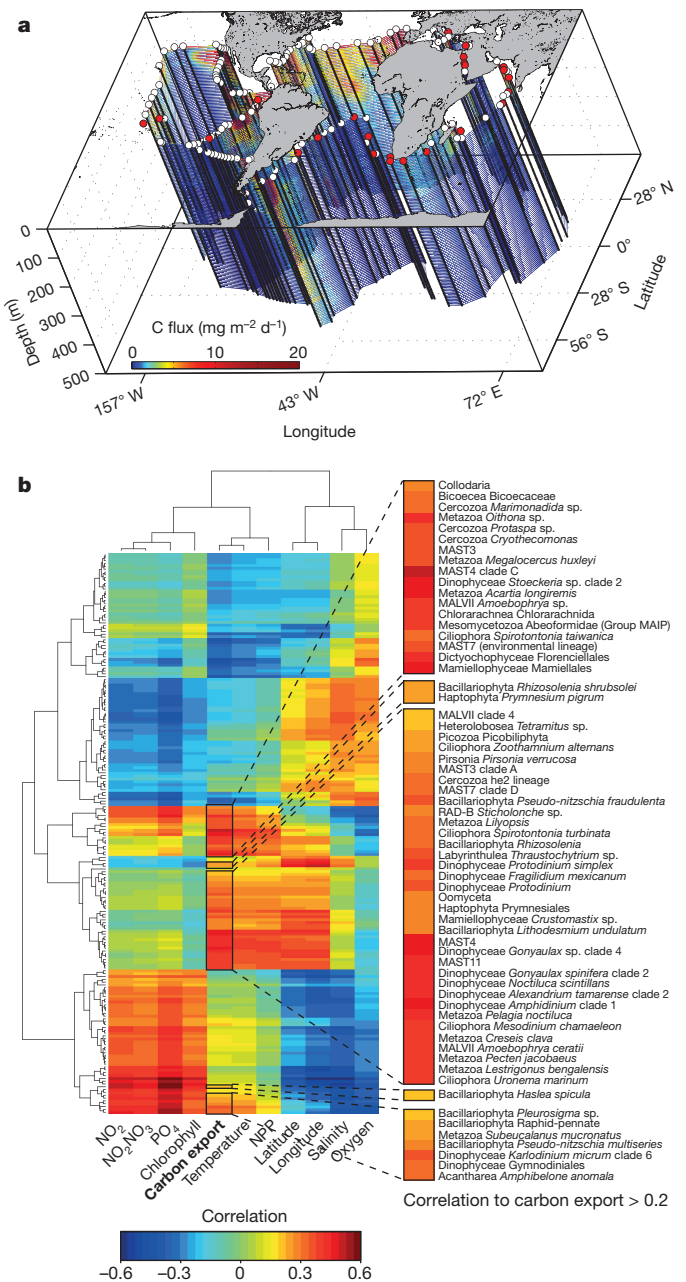 a
0
100
200
300
400
500
Depth (m)
C flux (mg m–2 d–1)
0 10 20
157° W
43° W
72° E
Longitude
28° N
0°
28° S
56° S
Latitude
b
Collodaria
Bicoecea Bicoecaceae
Cercozoa Marimonadida sp.
Metazoa Oithona sp.
Cercozoa Protaspa sp.
Cercozoa Cryothecomonas
MAST3
Metazoa Megalocercus huxleyi
MAST4 clade C
Dinophyceae Stoeckeria sp. clade 2
Metazoa Acartia longiremis
MALVII Amoebophrya sp.
Chlorarachnea Chlorarachnida
Mesomycetozoa Abeoformidae (Group MAIP)
Ciliophora Spirotontonia taiwanica
MAST7 (environmental lineage)
Dictyochophyceae Florenciellales
Mamiellophyceae Mamiellales
Bacillariophyta Rhizosolenia shrubsolei
Haptophyta Prymnesium pigrum
MALVII clade 4
Heterolobosea Tetramitus sp.
Picozoa Picobiliphyta
Ciliophora Zoothamnium alternans
Pirsonia Pirsonia verrucosa
MAST3 clade A
Cercozoa he2 lineage
MAST7 clade D
Bacillariophyta Pseudo-nitzschia fraudulenta
RAD-B Sticholonche sp.
Metazoa Lilyopsis
Ciliophora Spirotontonia turbinata
Bacillariophyta Rhizosolenia
Labyrinthulea Thraustochytrium sp.
Dinophyceae Protodinium simplex
Dinophyceae Fragilidium mexicanum
Dinophyceae Protodinium
Oomyceta
Haptophyta Prymnesiales
Mamiellophyceae Crustomastix sp.
Bacillariophyta Lithodesmium undulatum
MAST4
Dinophyceae Gonyaulax sp. clade 4
MAST11
Dinophyceae Gonyaulax spinifera clade 2
Dinophyceae Noctiluca scintillans
Dinophyceae Alexandrium tamarense clade 2
Dinophyceae Amphidinium clade 1
Metazoa Pelagia noctiluca
Ciliophora Mesodinium chamaeleon
Metazoa Creseis clava
MALVII Amoebophrya ceratii
Metazoa Pecten jacobaeus
Metazoa Lestrigonus bengalensis
Ciliophora Uronema marinum
Bacillariophyta Haslea spicula
Bacillariophyta Pleurosigma sp.
Bacillariophyta Raphid-pennate
Metazoa Subeucalanus mucronatus
Bacillariophyta Pseudo-nitzschia multiseries
Dinophyceae Karlodinium micrum clade 6
Dinophyceae Gymnodiniales
Acantharea Amphibelone anomala
Correlation to carbon export > 0.2
NO2
NO2NO3
PO4
Chlorophyll
Carbon export
Temperature
NPP
Latitude
Longitude
Salinity
Oxygen
Correlation
–0.6 –0.3 0 0.3 0.6